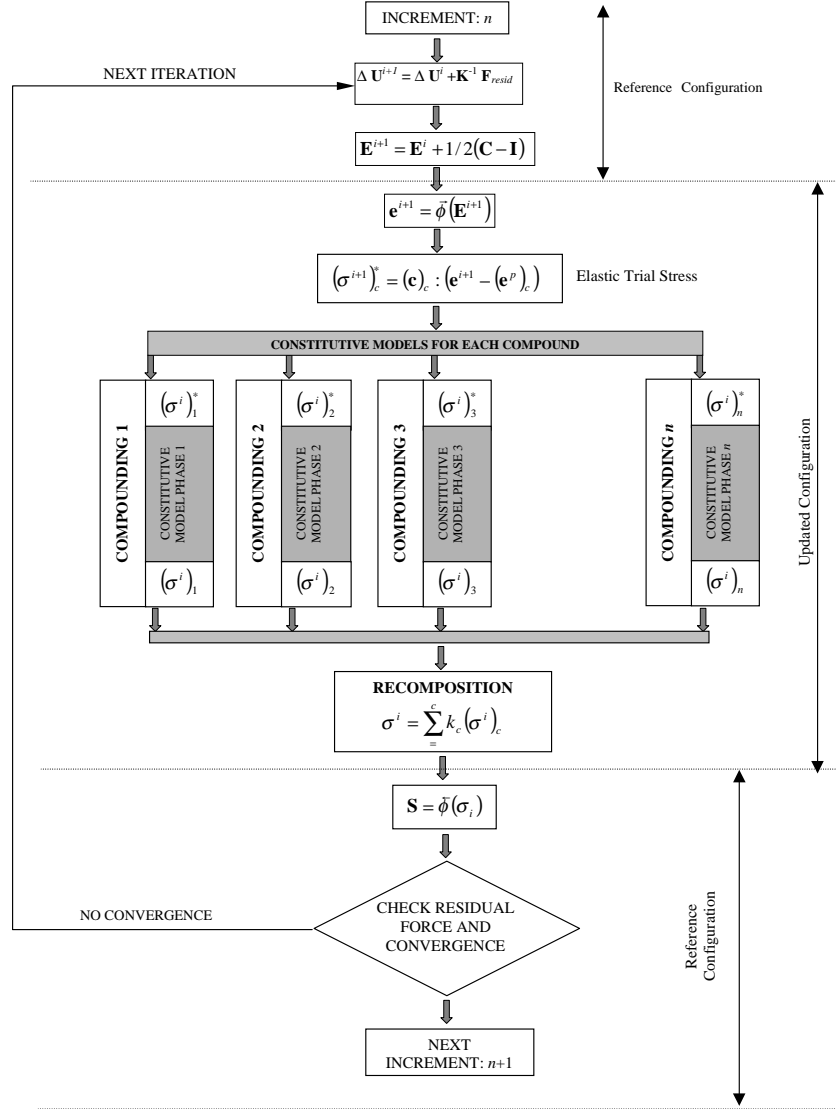 INCREMENT: n
NEXT ITERATION
Δ U^{i+1} = Δ U^i + K^{-1} F_{resid}
Reference Configuration
E^{i+1} = E^i + 1/2(C − I)
e^{i+1} = \vec{ϕ}(E^{i+1})
(σ^{i+1})^*_c = (c)_c : (e^{i+1} − (e^p)_c)
Elastic Trial Stress
CONSTITUTIVE MODELS FOR EACH COMPOUND
COMPOUNDING 1
(σ^i)^*_1
CONSTITUTIVE
MODEL PHASE 1
(σ^i)_1
COMPOUNDING 2
(σ^i)^*_2
CONSTITUTIVE
MODEL PHASE 2
(σ^i)_2
COMPOUNDING 3
(σ^i)^*_3
CONSTITUTIVE
MODEL PHASE 3
(σ^i)_3
COMPOUNDING n
(σ^i)^*_n
CONSTITUTIVE
MODEL PHASE n
(σ^i)_n
Updated Configuration
RECOMPOSITION
σ^i = ∑_{=}^{c} k_c (σ^i)_c
S = \overleftarrow{ϕ}(σ_i)
NO CONVERGENCE
CHECK RESIDUAL
FORCE AND
CONVERGENCE
Reference
Configuration
NEXT
INCREMENT: n+1